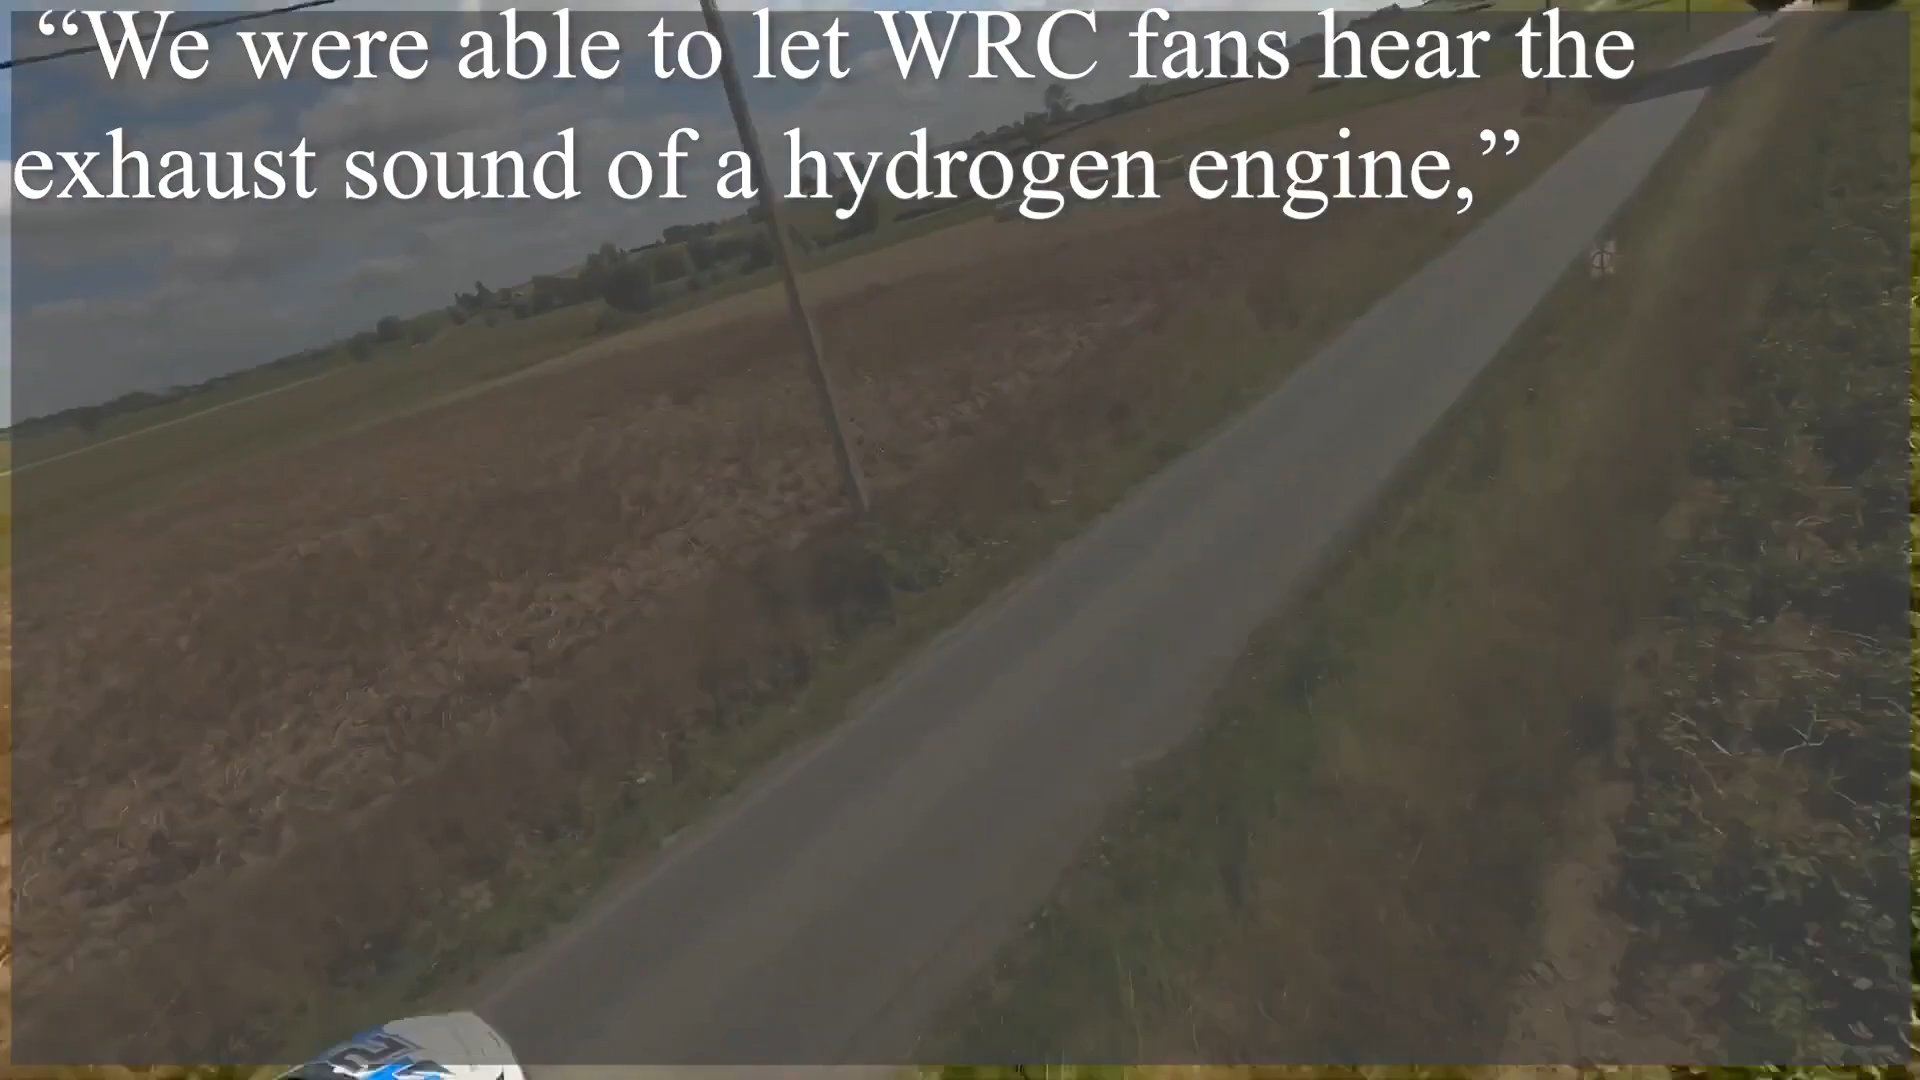 “We were able to let WRC fans hear the
exhaust sound of a hydrogen engine,”